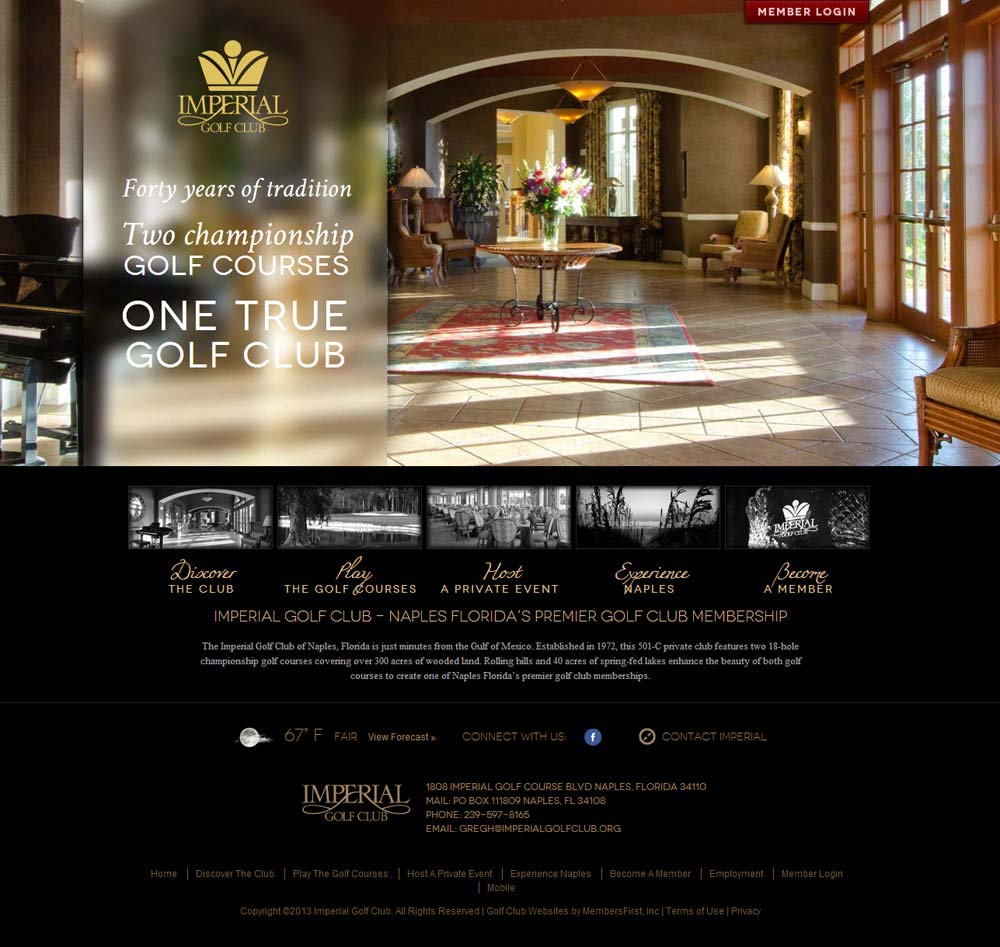 MEMBER LOGIN
IMPERIAL
GOLF CLUB
Forty years of tradition
Two championship
GOLF COURSES
ONE TRUE
GOLF CLUB
IMPERIAL
GOLF CLUB
Discover
THE CLUB
Play
THE GOLF COURSES
Host
A PRIVATE EVENT
Experience
NAPLES
Become
A MEMBER
IMPERIAL GOLF CLUB - NAPLES FLORIDA'S PREMIER GOLF CLUB MEMBERSHIP
The Imperial Golf Club of Naples, Florida is just minutes from the Gulf of Mexico. Established in 1972, this 501-C private club features two 18-hole
championship golf courses covering over 300 acres of wooded land. Rolling hills and 40 acres of spring-fed lakes enhance the beauty of both golf
courses to create one of Naples Florida's premier golf club memberships.
67° F FAIR View Forecast » CONNECT WITH US: f CONTACT IMPERIAL
IMPERIAL
GOLF CLUB
1808 IMPERIAL GOLF COURSE BLVD NAPLES, FLORIDA 34110
MAIL: PO BOX 111809 NAPLES, FL 34108
PHONE: 239-597-8165
EMAIL: GREGH@IMPERIALGOLFCLUB.ORG
Home | Discover The Club | Play The Golf Courses | Host A Private Event | Experience Naples | Become A Member | Employment | Member Login
| Mobile
Copyright ©2013 Imperial Golf Club. All Rights Reserved | Golf Club Websites by MembersFirst, Inc | Terms of Use | Privacy